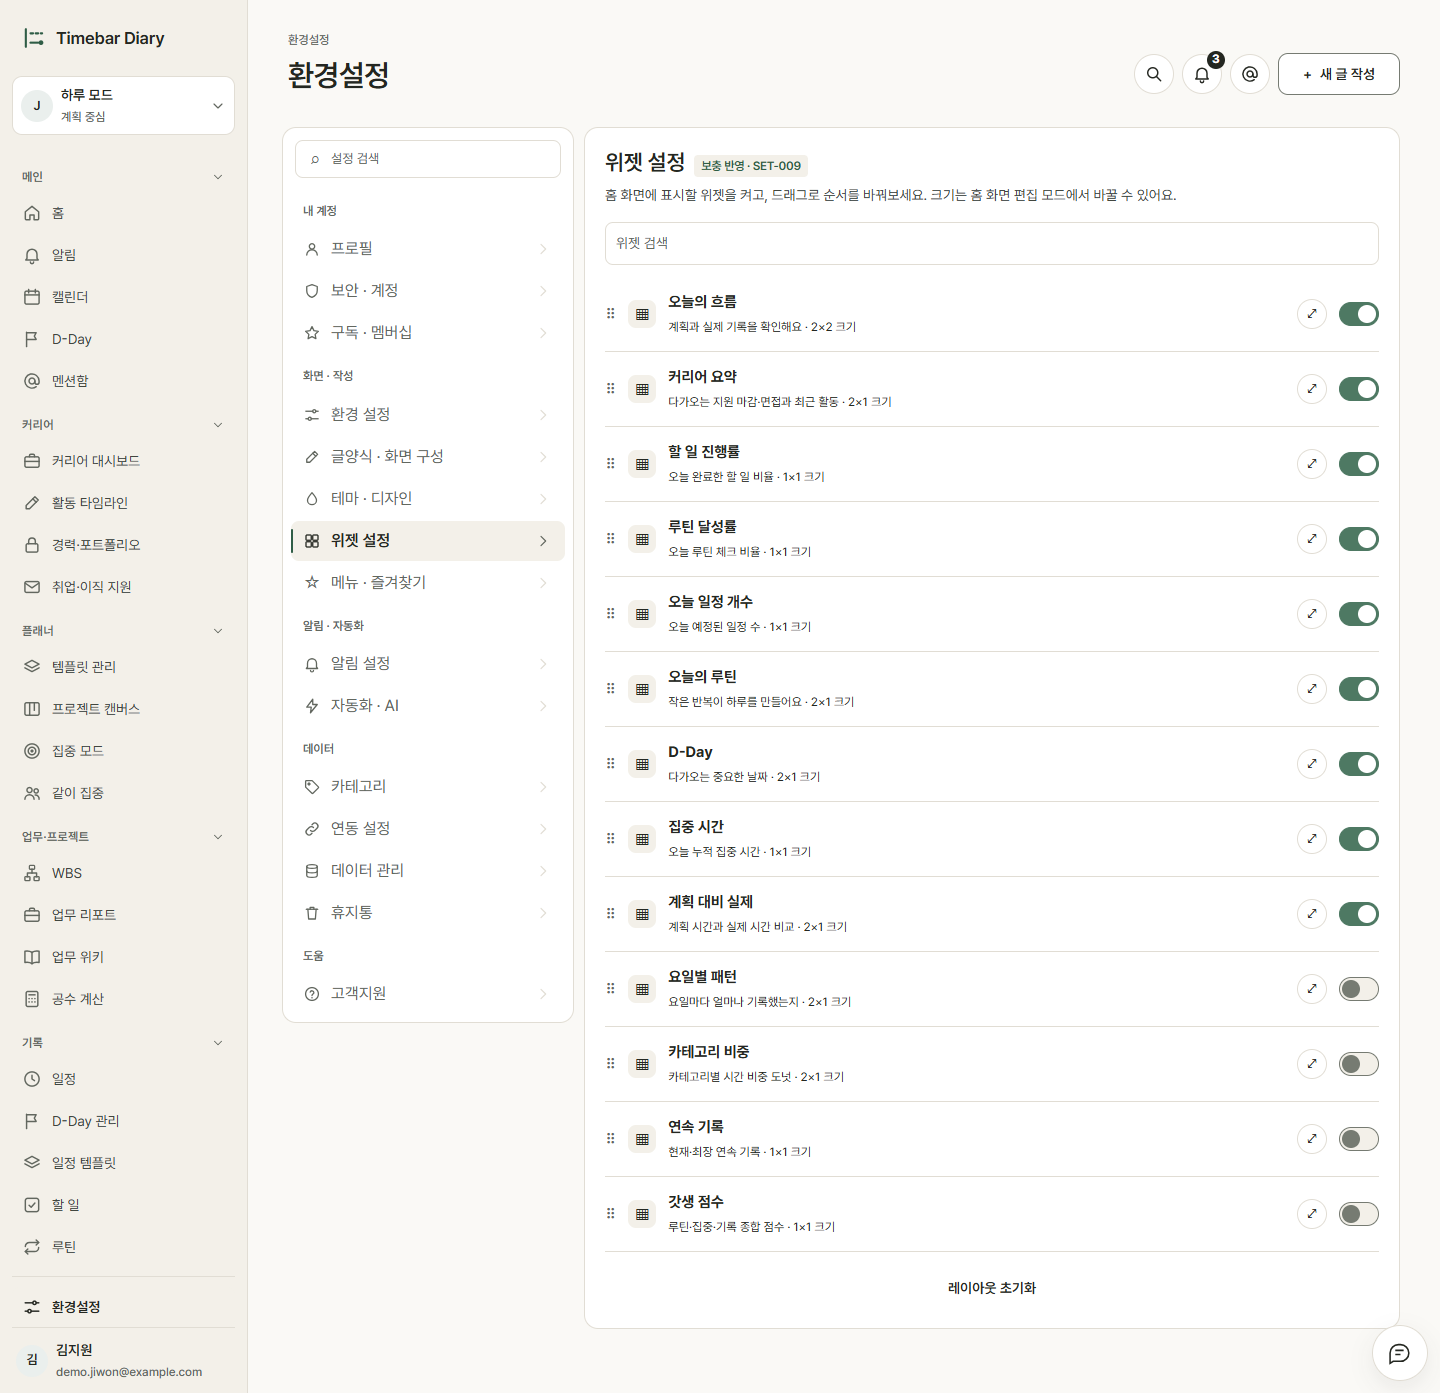 Timebar Diary
J
하루 모드
계획 중심
메인
홈
알림
캘린더
D-Day
멘션함
커리어
커리어 대시보드
활동 타임라인
경력·포트폴리오
취업·이직 지원
플래너
템플릿 관리
프로젝트 캔버스
집중 모드
같이 집중
업무·프로젝트
WBS
업무 리포트
업무 위키
공수 계산
기록
일정
D-Day 관리
일정 템플릿
할 일
루틴
환경설정
김
김지원
demo.jiwon@example.com
환경설정
환경설정
3
+ 새 글 작성
설정 검색
내 계정
프로필
보안 · 계정
구독 · 멤버십
화면 · 작성
환경 설정
글양식 · 화면 구성
테마 · 디자인
위젯 설정
메뉴 · 즐겨찾기
알림 · 자동화
알림 설정
자동화 · AI
데이터
카테고리
연동 설정
데이터 관리
휴지통
도움
고객지원
위젯 설정 보충 반영 · SET-009
홈 화면에 표시할 위젯을 켜고, 드래그로 순서를 바꿔보세요. 크기는 홈 화면 편집 모드에서 바꿀 수 있어요.
위젯 검색
오늘의 흐름
계획과 실제 기록을 확인해요 · 2×2 크기
커리어 요약
다가오는 지원 마감·면접과 최근 활동 · 2×1 크기
할 일 진행률
오늘 완료한 할 일 비율 · 1×1 크기
루틴 달성률
오늘 루틴 체크 비율 · 1×1 크기
오늘 일정 개수
오늘 예정된 일정 수 · 1×1 크기
오늘의 루틴
작은 반복이 하루를 만들어요 · 2×1 크기
D-Day
다가오는 중요한 날짜 · 2×1 크기
집중 시간
오늘 누적 집중 시간 · 1×1 크기
계획 대비 실제
계획 시간과 실제 시간 비교 · 2×1 크기
요일별 패턴
요일마다 얼마나 기록했는지 · 2×1 크기
카테고리 비중
카테고리별 시간 비중 도넛 · 2×1 크기
연속 기록
현재·최장 연속 기록 · 1×1 크기
갓생 점수
루틴·집중·기록 종합 점수 · 1×1 크기
레이아웃 초기화